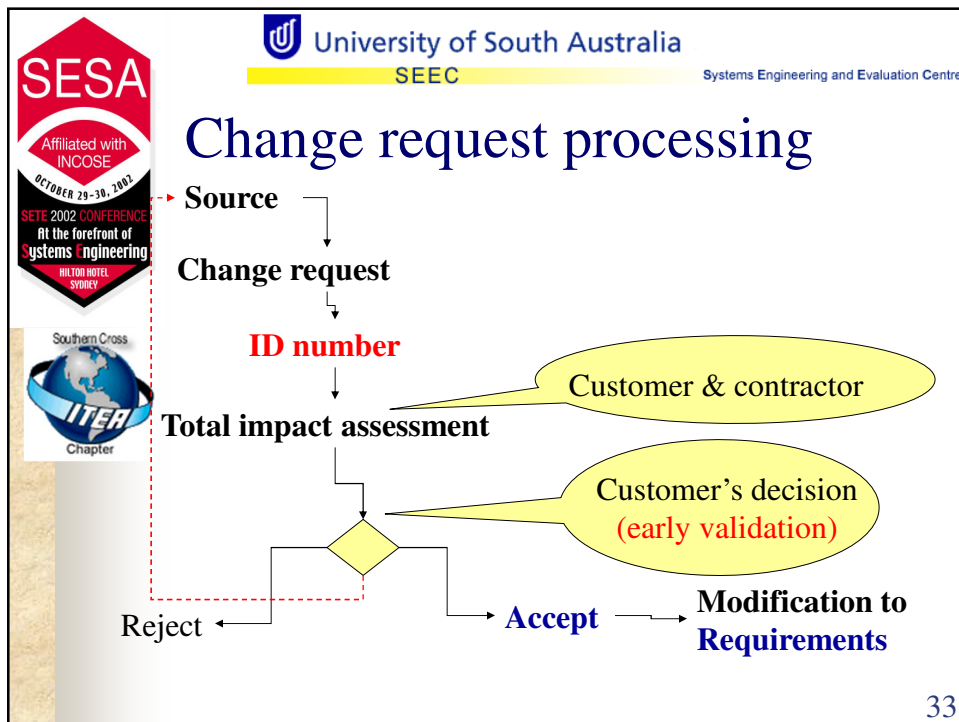 SESA
Affiliated with
INCOSE
OCTOBER 29-30, 2002
SETE 2002 CONFERENCE
At the forefront of
Systems Engineering
HILTON HOTEL
SYDNEY
University of South Australia
SEEC
Systems Engineering and Evaluation Centre
Southern Cross
ITEA
Chapter
Change request processing
Source
Change request
ID number
Customer & contractor
Total impact assessment
Customer’s decision
(early validation)
Reject
Accept
Modification to
Requirements
33